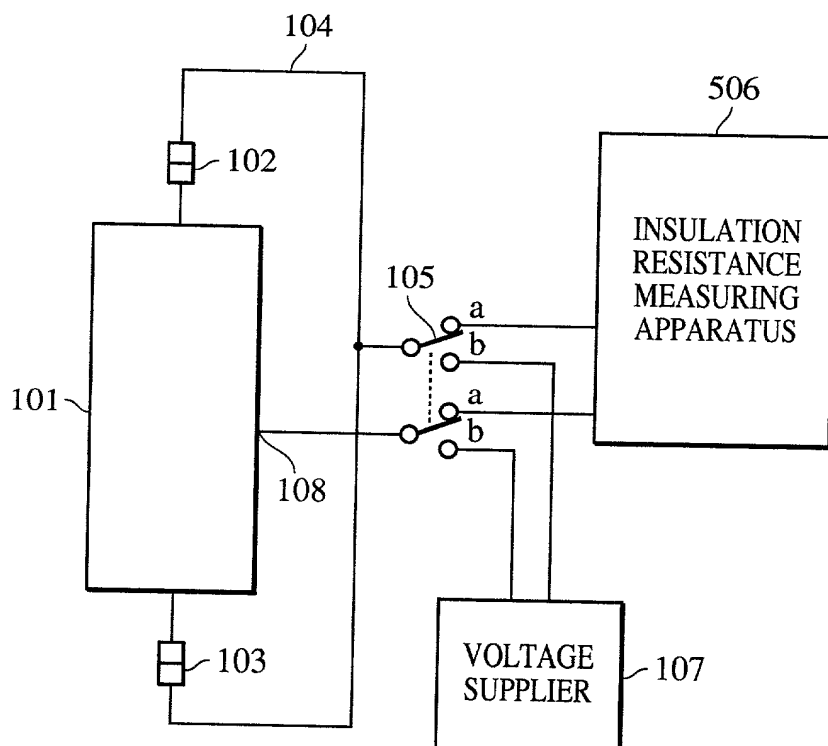 104
506
102
INSULATION
RESISTANCE
MEASURING
APPARATUS
105
a
b
a
b
101
108
103
VOLTAGE
SUPPLIER
107